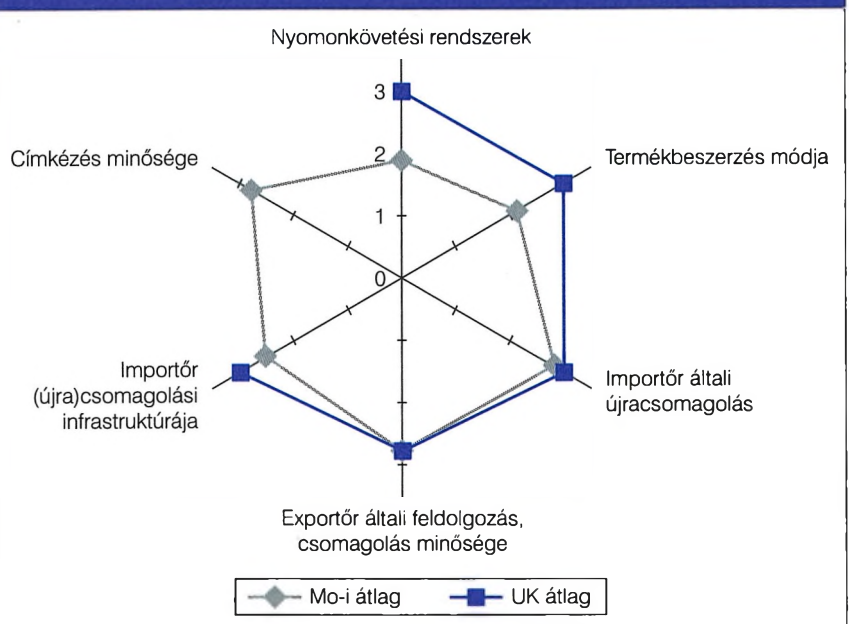 Nyomonkövetési rendszerek
3
Címkézés minősége
2
Termékbeszerzés módja
1
0
Importőr
(újra)csomagolási
infrastruktúrája
Importőr általi
újracsomagolás
Exportőr általi feldolgozás,
csomagolás minősége
Mo-i átlag
UK átlag